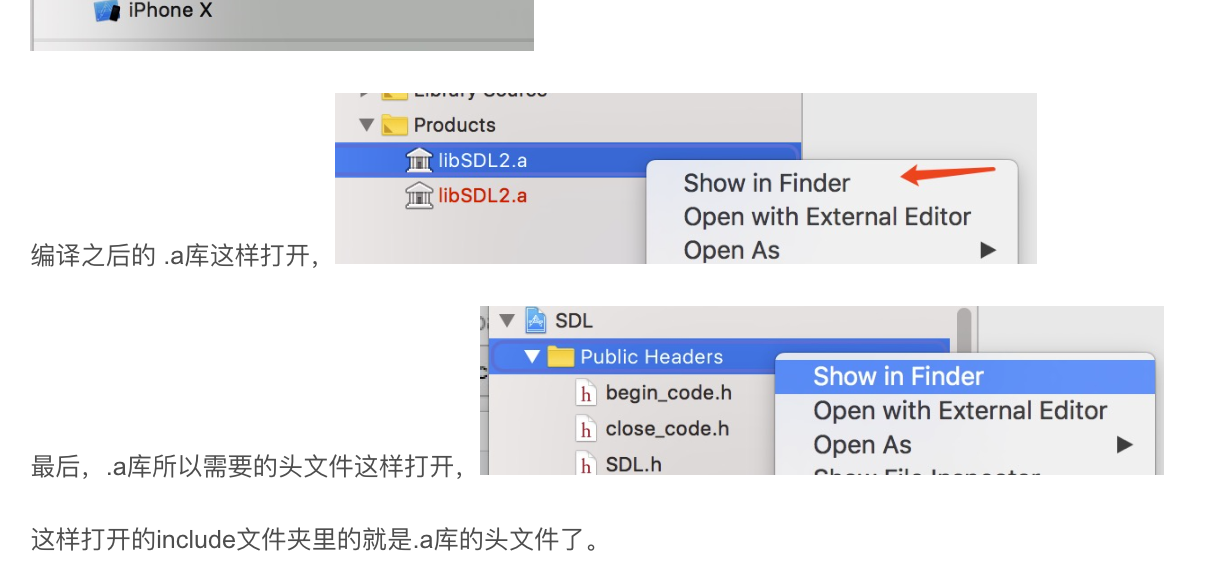 iPhone X
Products
libSDL2.a
libSDL2.a
Show in Finder
Open with External Editor
Open As
编译之后的 .a库这样打开，
SDL
Public Headers
begin_code.h
close_code.h
SDL.h
Show in Finder
Open with External Editor
Open As
最后，.a库所以需要的头文件这样打开，
这样打开的include文件夹里的就是.a库的头文件了。